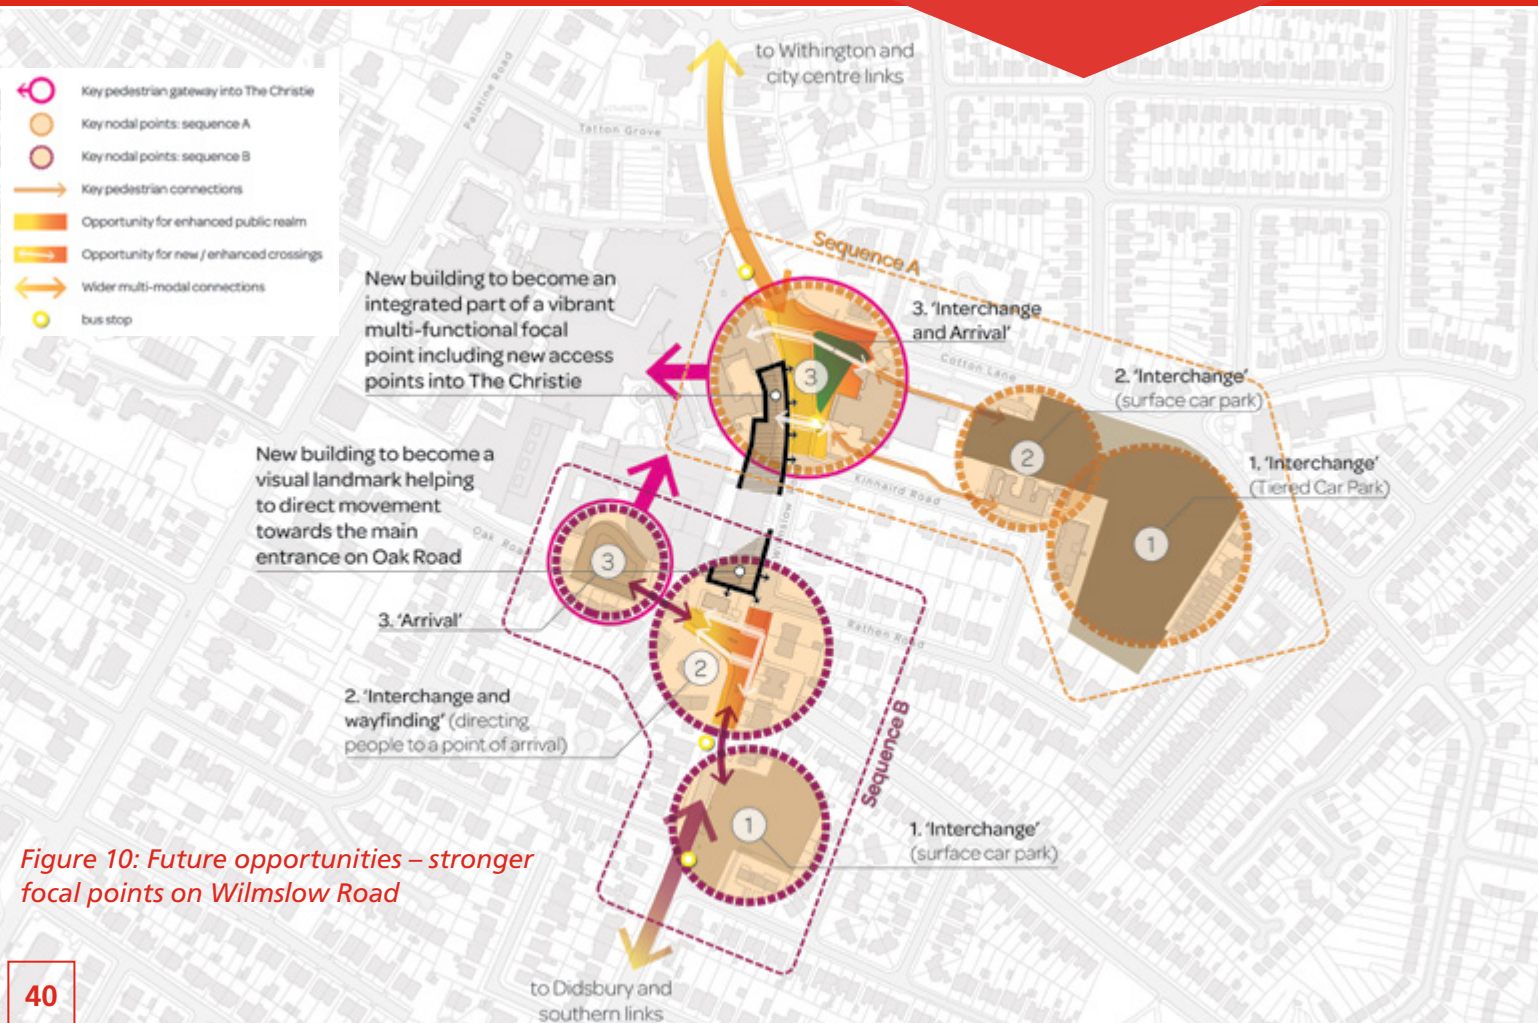 to Withington and
city centre links
Key pedestrian gateway into The Christie
Key nodal points: sequence A
Key nodal points: sequence B
Key pedestrian connections
Opportunity for enhanced public realm
Opportunity for new / enhanced crossings
Wider multi-modal connections
bus stop
Palatine Road
Tatton Grove
Sequence A
New building to become an
integrated part of a vibrant
multi-functional focal
point including new access
points into The Christie
3. 'Interchange
and Arrival'
Cotton Lane
2. 'Interchange'
(surface car park)
3
2
1. 'Interchange'
(Tiered Car Park)
1
Kinnaird Road
New building to become a
visual landmark helping
to direct movement
towards the main
entrance on Oak Road
Oak Road
Wilmslow
3
3. 'Arrival'
Rathen Road
2
2. 'Interchange and
wayfinding' (directing
people to a point of arrival)
Sequence B
1
1. 'Interchange'
(surface car park)
Figure 10: Future opportunities – stronger
focal points on Wilmslow Road
to Didsbury and
southern links
40